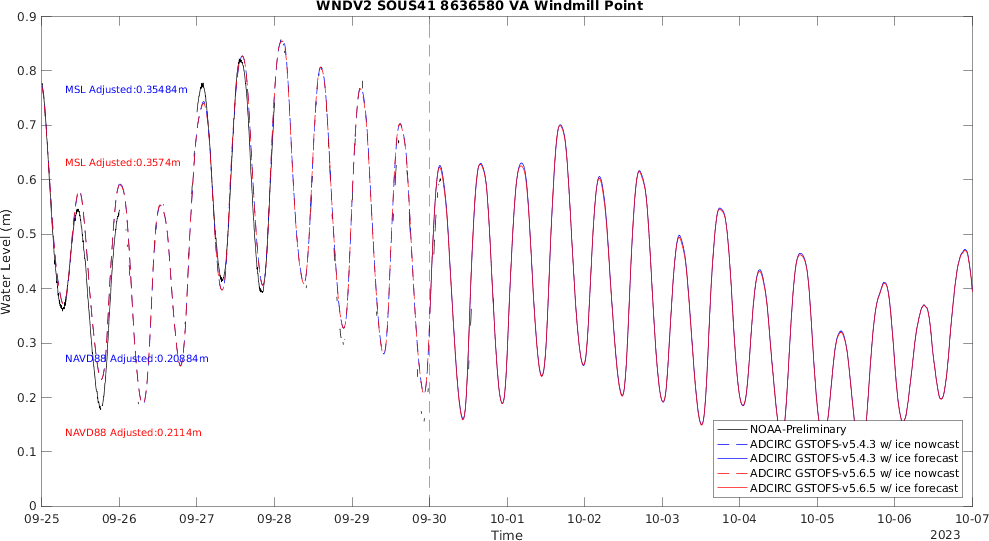 WNDV2 SOUS41 8636580 VA Windmill Point
0.9
0.8
0.7
0.6
0.5
0.4
0.3
0.2
0.1
0
Water Level (m)
MSL Adjusted:0.35484m
MSL Adjusted:0.3574m
NAVD88 Adjusted:0.20884m
NAVD88 Adjusted:0.2114m
NOAA-Preliminary
ADCIRC GSTOFS-v5.4.3 w/ ice nowcast
ADCIRC GSTOFS-v5.4.3 w/ ice forecast
ADCIRC GSTOFS-v5.6.5 w/ ice nowcast
ADCIRC GSTOFS-v5.6.5 w/ ice forecast
09-25 09-26 09-27 09-28 09-29 09-30 10-01 10-02 10-03 10-04 10-05 10-06 10-07
Time
2023